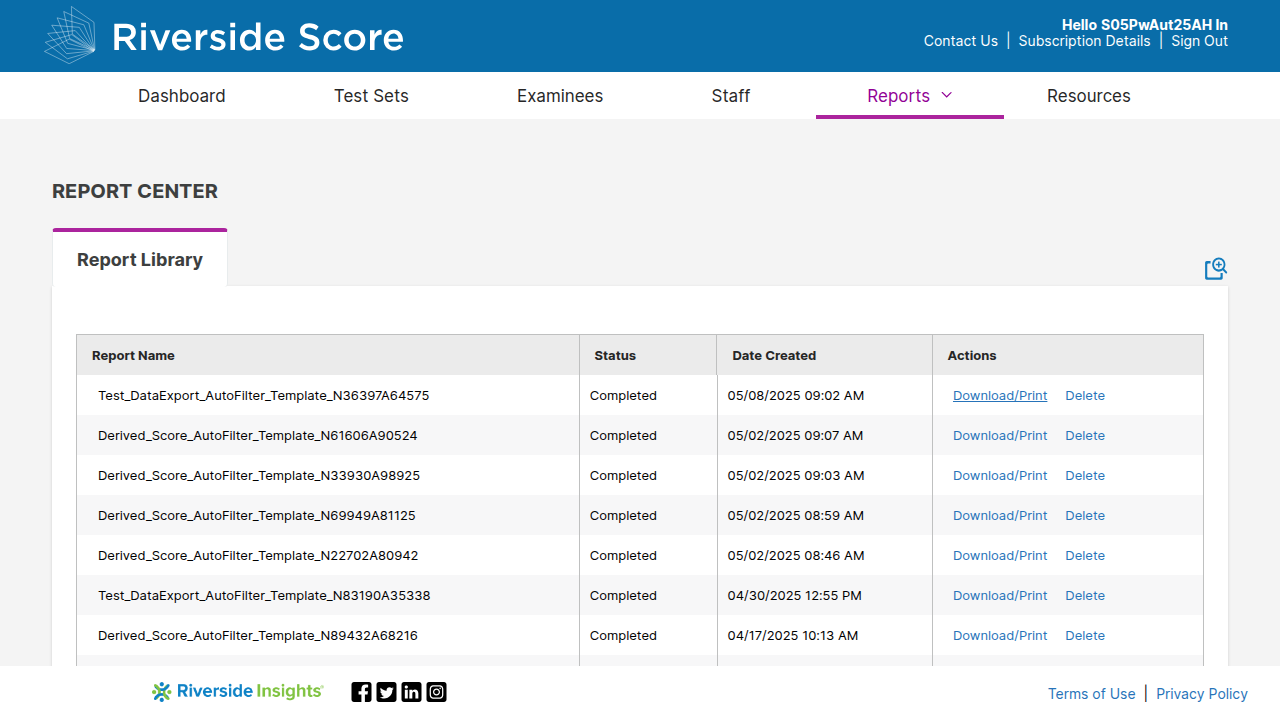 Riverside Score
Hello S05PwAut25AH In
Contact Us | Subscription Details | Sign Out
Dashboard Test Sets Examinees Staff Reports Resources
REPORT CENTER
Report Library
Report Name Status Date Created Actions
Test_DataExport_AutoFilter_Template_N36397A64575 Completed 05/08/2025 09:02 AM Download/Print Delete
Derived_Score_AutoFilter_Template_N61606A90524 Completed 05/02/2025 09:07 AM Download/Print Delete
Derived_Score_AutoFilter_Template_N33930A98925 Completed 05/02/2025 09:03 AM Download/Print Delete
Derived_Score_AutoFilter_Template_N69949A81125 Completed 05/02/2025 08:59 AM Download/Print Delete
Derived_Score_AutoFilter_Template_N22702A80942 Completed 05/02/2025 08:46 AM Download/Print Delete
Test_DataExport_AutoFilter_Template_N83190A35338 Completed 04/30/2025 12:55 PM Download/Print Delete
Derived_Score_AutoFilter_Template_N89432A68216 Completed 04/17/2025 10:13 AM Download/Print Delete
Riverside Insights
Terms of Use | Privacy Policy